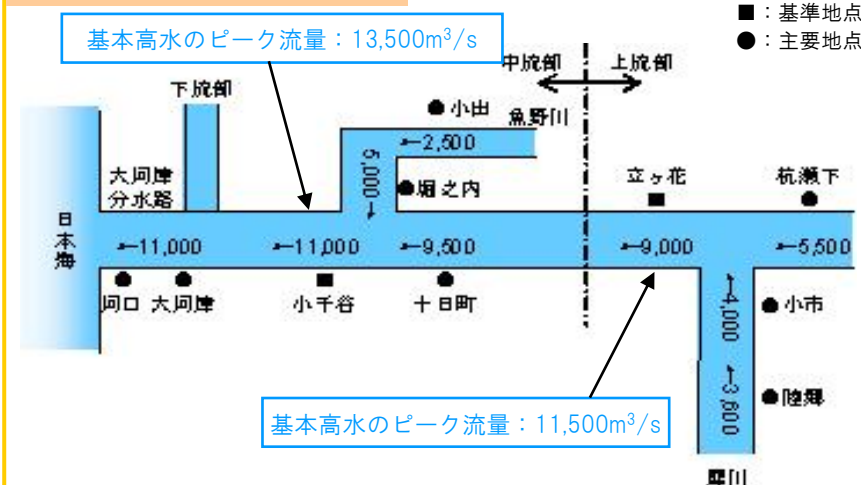 ■：基準地点
●：主要地点
基本高水のピーク流量：13,500m³/s
中流部
上流部
下流部
●小出
魚野川
←2,500
5,000→
●堀之内
大河津
分水路
立ヶ花
■
杭瀬下
●
日本海
←11,000
←11,000
←9,500
←9,000
←5,500
●
河口
●
大河津
■
小千谷
●
十日町
←4,000
●小市
←3,600
●陸郷
基本高水のピーク流量：11,500m³/s
犀川